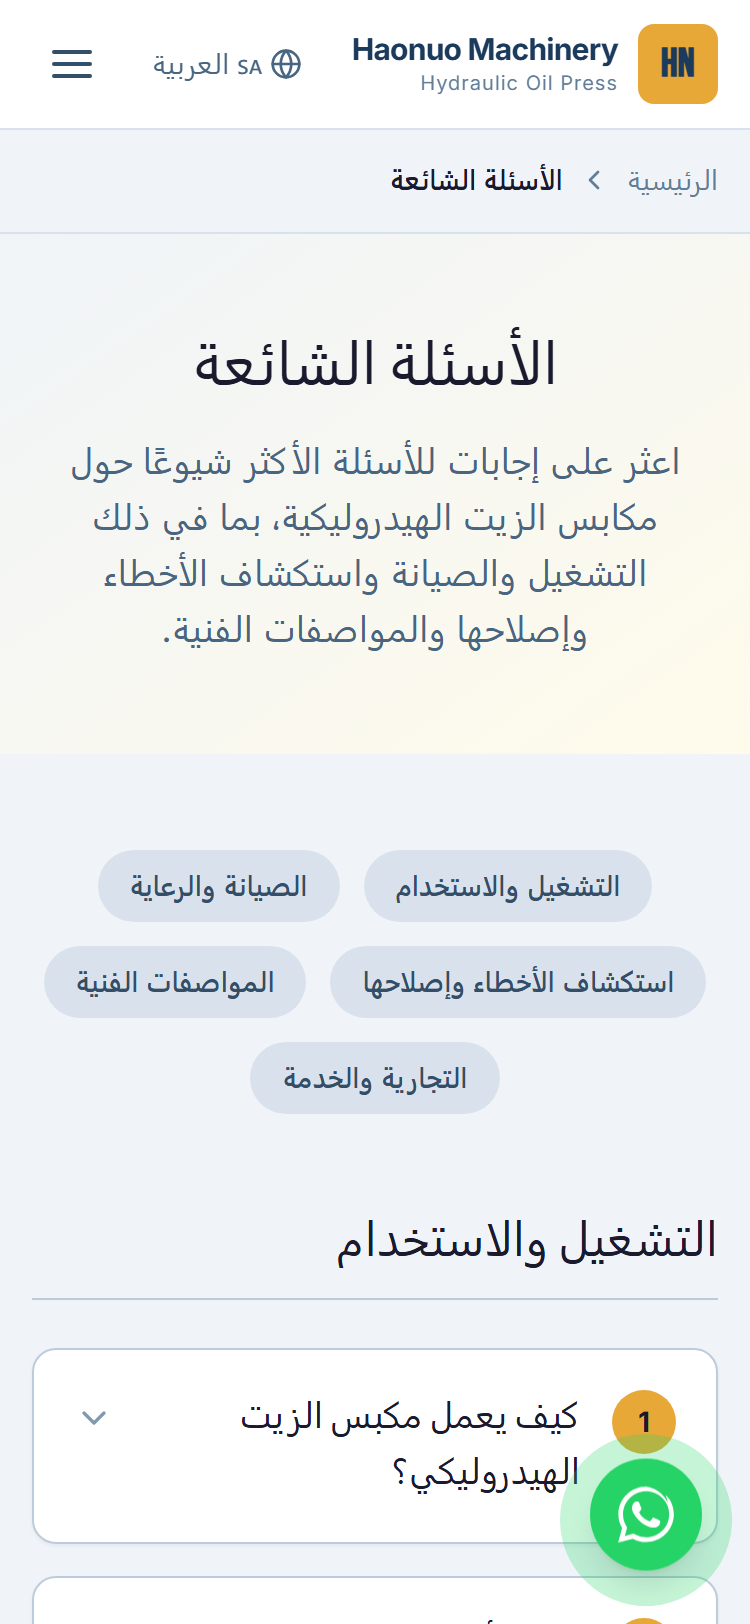 HN
Haonuo Machinery
Hydraulic Oil Press
SA العربية
الرئيسية
الأسئلة الشائعة
الأسئلة الشائعة
اعثر على إجابات للأسئلة الأكثر شيوعًا حول
مكابس الزيت الهيدروليكية، بما في ذلك
التشغيل والصيانة واستكشاف الأخطاء
وإصلاحها والمواصفات الفنية.
التشغيل والاستخدام
الصيانة والرعاية
استكشاف الأخطاء وإصلاحها
المواصفات الفنية
التجارية والخدمة
التشغيل والاستخدام
1
كيف يعمل مكبس الزيت
الهيدروليكي؟